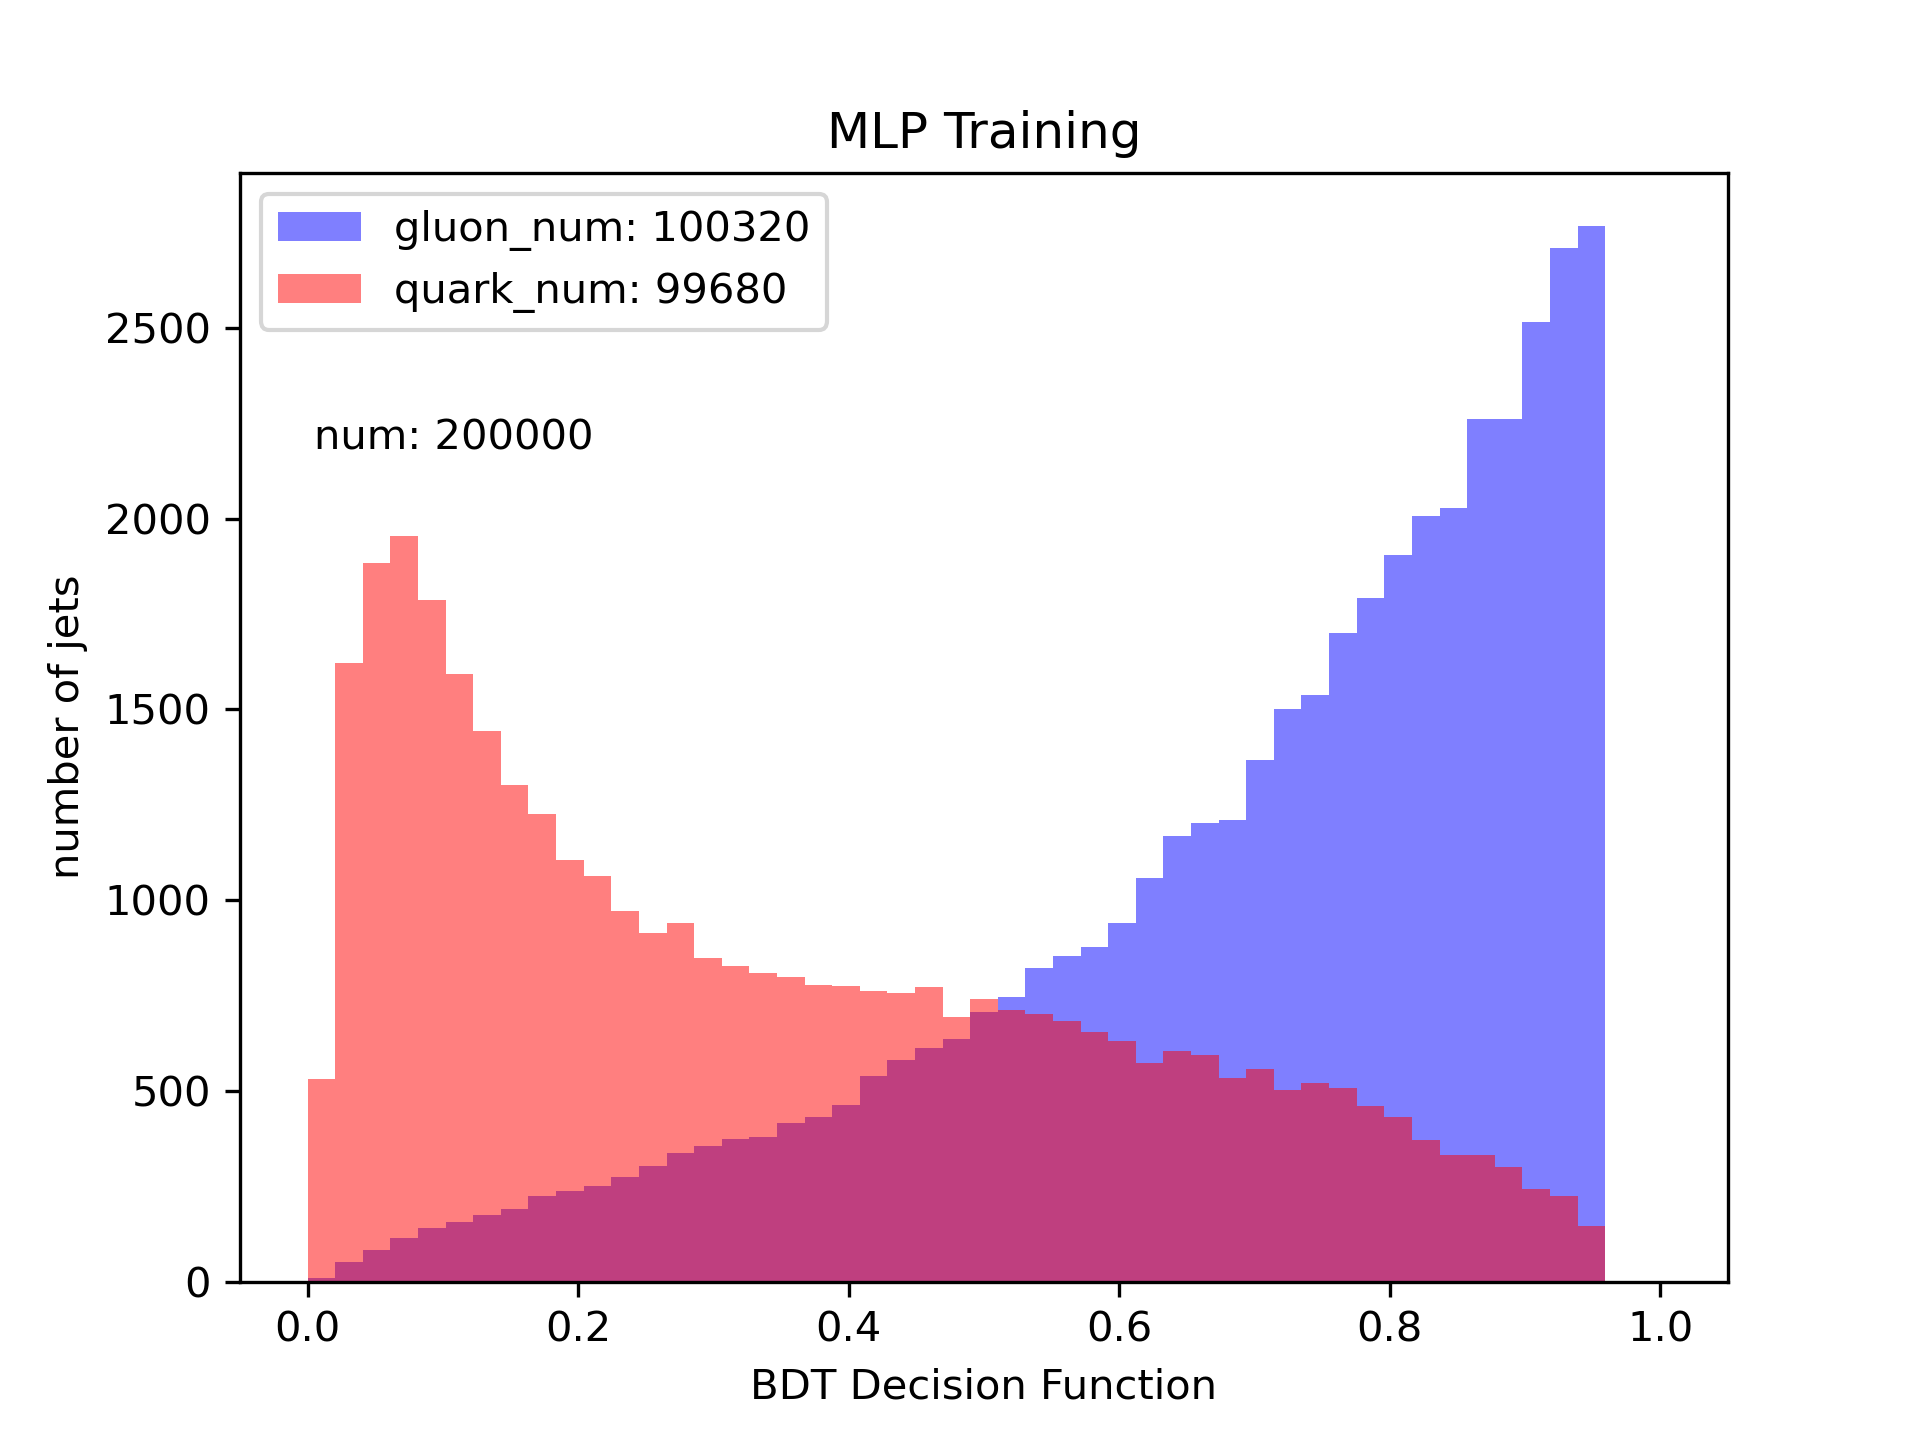 MLP Training
gluon_num: 100320
quark_num: 99680
num: 200000
number of jets
2500
2000
1500
1000
500
0
0.0 0.2 0.4 0.6 0.8 1.0
BDT Decision Function